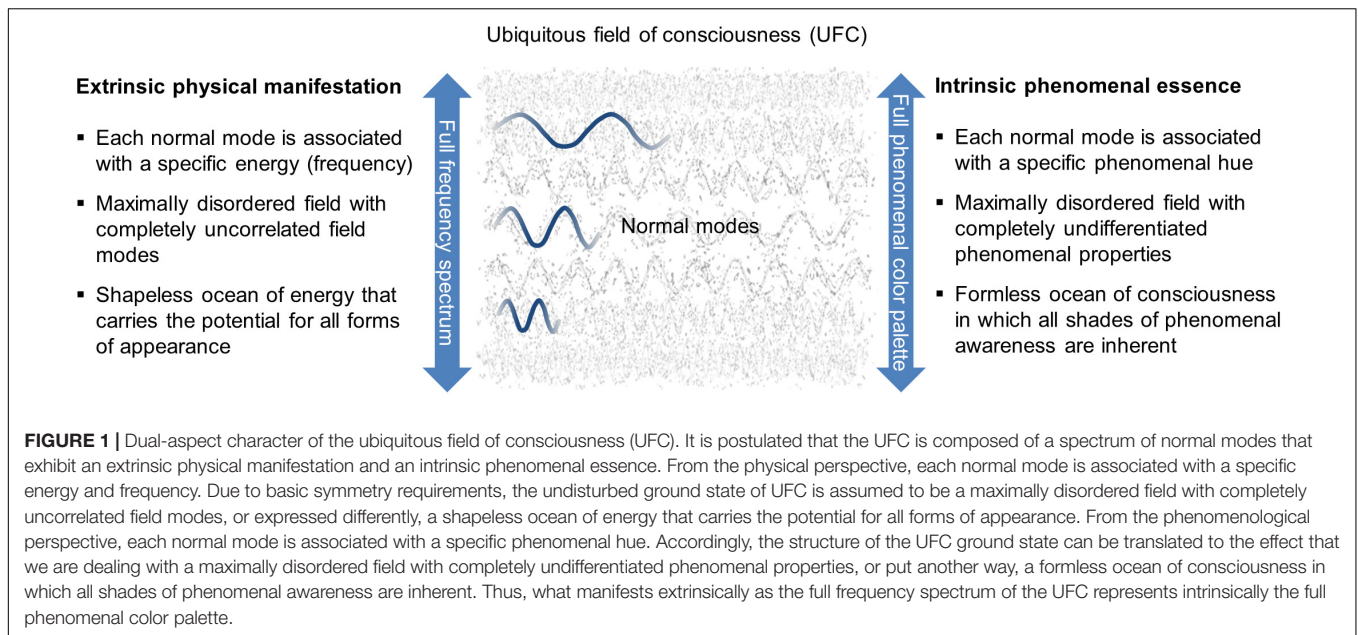 Ubiquitous field of consciousness (UFC)
Extrinsic physical manifestation
▪ Each normal mode is associated
with a specific energy (frequency)
▪ Maximally disordered field with
completely uncorrelated field
modes
▪ Shapeless ocean of energy that
carries the potential for all forms
of appearance
Full frequency spectrum
Normal modes
Full phenomenal color palette
Intrinsic phenomenal essence
▪ Each normal mode is associated
with a specific phenomenal hue
▪ Maximally disordered field with
completely undifferentiated
phenomenal properties
▪ Formless ocean of consciousness
in which all shades of phenomenal
awareness are inherent
FIGURE 1 | Dual-aspect character of the ubiquitous field of consciousness (UFC). It is postulated that the UFC is composed of a spectrum of normal modes that
exhibit an extrinsic physical manifestation and an intrinsic phenomenal essence. From the physical perspective, each normal mode is associated with a specific
energy and frequency. Due to basic symmetry requirements, the undisturbed ground state of UFC is assumed to be a maximally disordered field with completely
uncorrelated field modes, or expressed differently, a shapeless ocean of energy that carries the potential for all forms of appearance. From the phenomenological
perspective, each normal mode is associated with a specific phenomenal hue. Accordingly, the structure of the UFC ground state can be translated to the effect that
we are dealing with a maximally disordered field with completely undifferentiated phenomenal properties, or put another way, a formless ocean of consciousness in
which all shades of phenomenal awareness are inherent. Thus, what manifests extrinsically as the full frequency spectrum of the UFC represents intrinsically the full
phenomenal color palette.